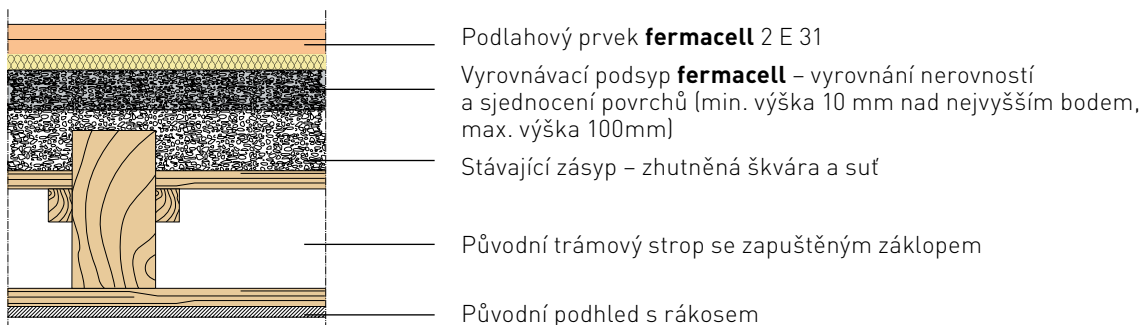 Podlahový prvek fermacell 2 E 31
Vyrovnávací podsyp fermacell – vyrovnání nerovností
a sjednocení povrchů (min. výška 10 mm nad nejvyšším bodem,
max. výška 100mm)
Stávající zásyp – zhutněná škvára a suť
Původní trámový strop se zapuštěným záklopem
Původní podhled s rákosem